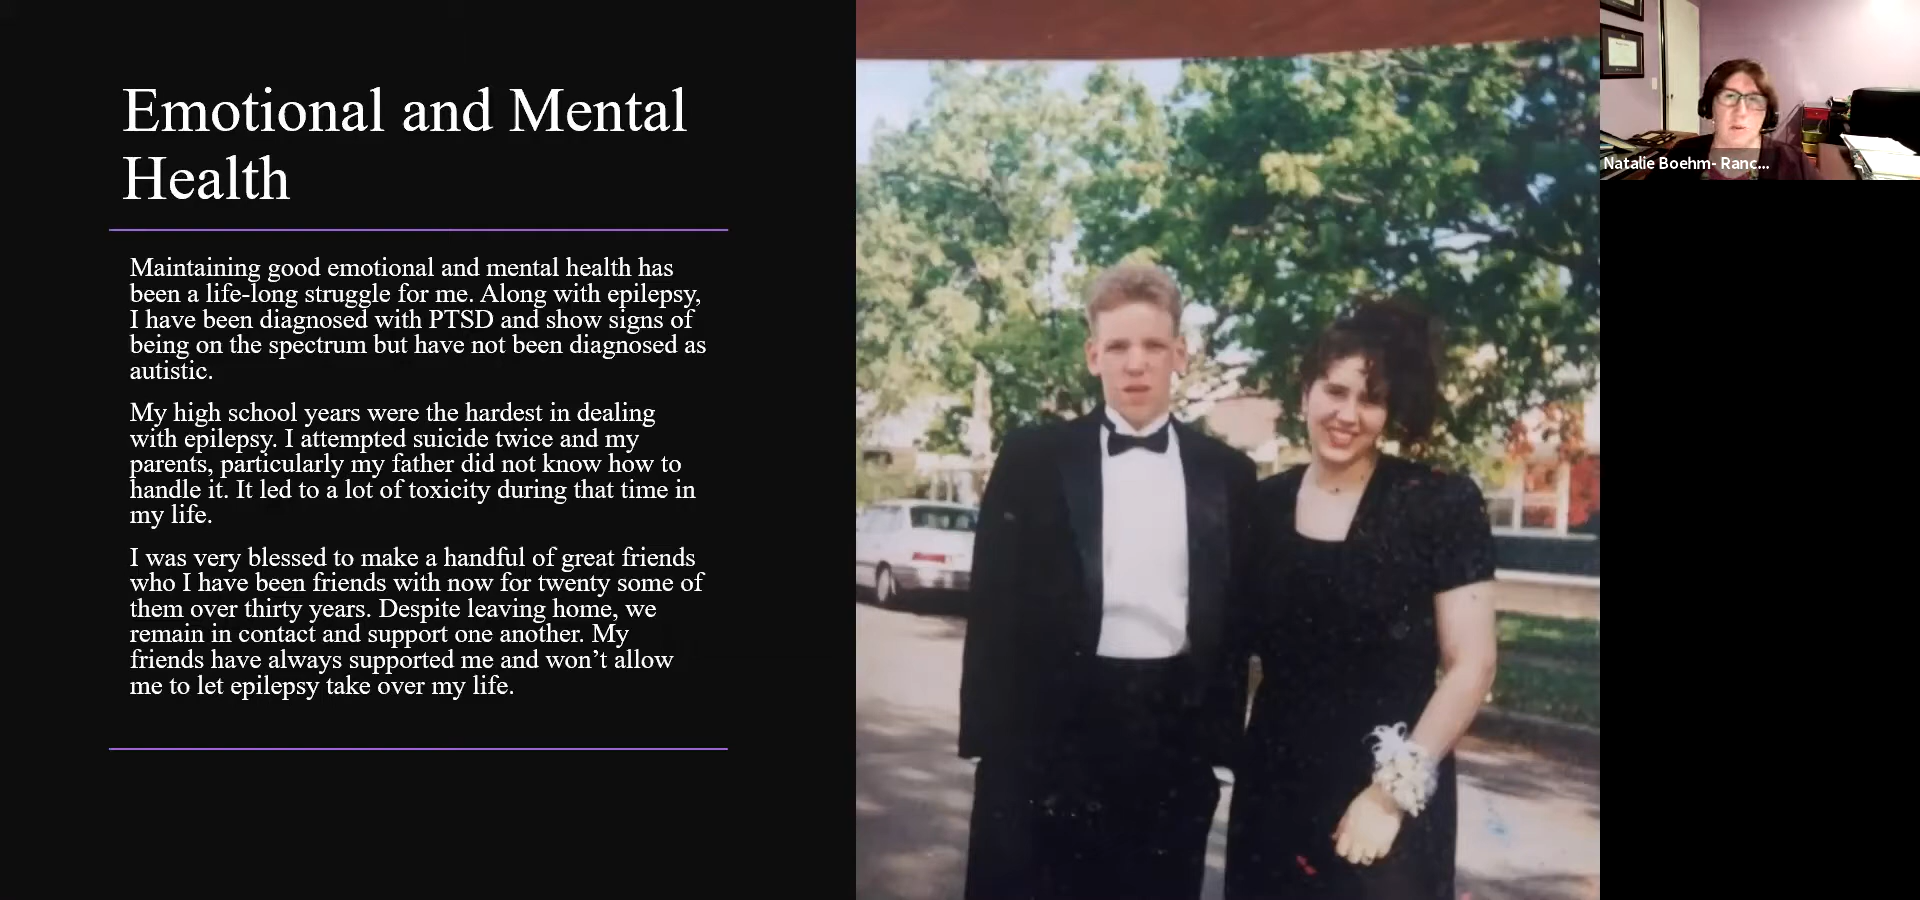 Emotional and Mental
Health
Maintaining good emotional and mental health has
been a life-long struggle for me. Along with epilepsy,
I have been diagnosed with PTSD and show signs of
being on the spectrum but have not been diagnosed as
autistic.
My high school years were the hardest in dealing
with epilepsy. I attempted suicide twice and my
parents, particularly my father did not know how to
handle it. It led to a lot of toxicity during that time in
my life.
I was very blessed to make a handful of great friends
who I have been friends with now for twenty some of
them over thirty years. Despite leaving home, we
remain in contact and support one another. My
friends have always supported me and won’t allow
me to let epilepsy take over my life.
Natalie Boehm- Ranc...